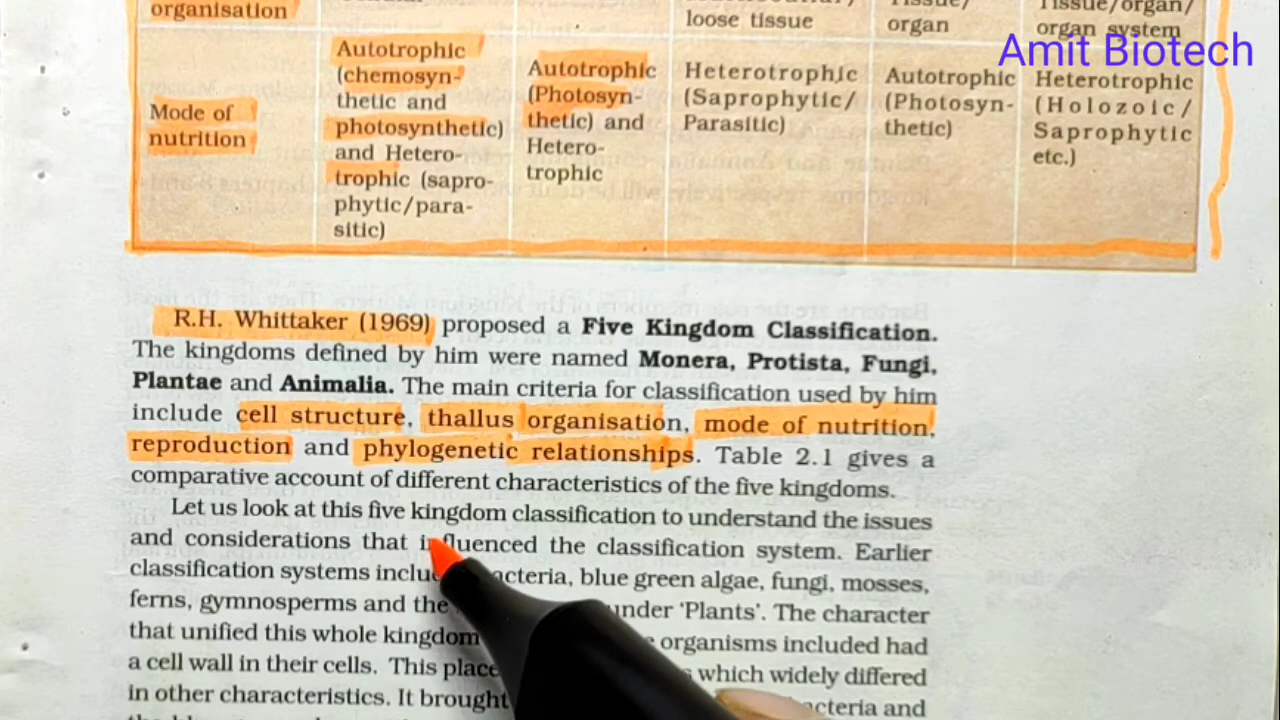 organisation
loose tissue
organ
Tissue/organ/
organ system
Amit Biotech
Mode of
nutrition
Autotrophic
(chemosyn-
thetic and
photosynthetic)
and Hetero-
trophic (sapro-
phytic/para-
sitic)
Autotrophic
(Photosyn-
thetic) and
Hetero-
trophic
Heterotrophic
(Saprophytic/
Parasitic)
Autotrophic
(Photosyn-
thetic)
Heterotrophic
(Holozoic/
Saprophytic
etc.)
R.H. Whittaker (1969) proposed a Five Kingdom Classification.
The kingdoms defined by him were named Monera, Protista, Fungi,
Plantae and Animalia. The main criteria for classification used by him
include cell structure, thallus organisation, mode of nutrition,
reproduction and phylogenetic relationships. Table 2.1 gives a
comparative account of different characteristics of the five kingdoms.
Let us look at this five kingdom classification to understand the issues
and considerations that influenced the classification system. Earlier
classification systems blue green algae, fungi, mosses,
ferns, gymnosperms and the under ‘Plants’. The character
that unified this whole kingdom organisms included had
a cell wall in their cells. This which widely differed
in other characteristics. It brought and